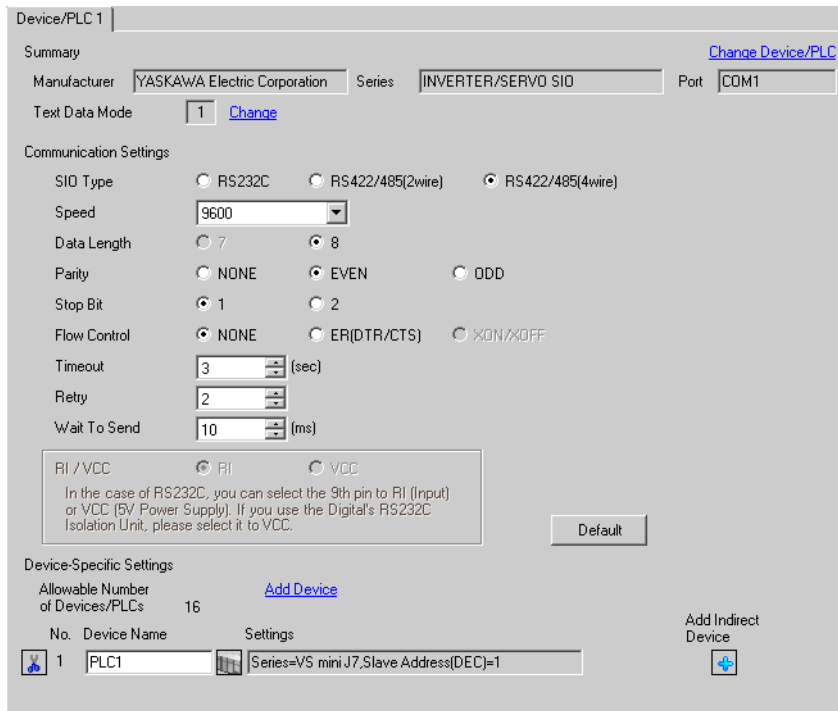 Device/PLC 1
Summary
Change Device/PLC
Manufacturer YASKAWA Electric Corporation Series INVERTER/SERVO SIO Port COM1
Text Data Mode 1 Change
Communication Settings
SIO Type RS232C RS422/485(2wire) RS422/485(4wire)
Speed 9600
Data Length 7 8
Parity NONE EVEN ODD
Stop Bit 1 2
Flow Control NONE ER(DTR/CTS) XON/XOFF
Timeout 3 (sec)
Retry 2
Wait To Send 10 (ms)
RI / VCC RI VCC
In the case of RS232C, you can select the 9th pin to RI (Input)
or VCC (5V Power Supply). If you use the Digital's RS232C
Isolation Unit, please select it to VCC.
Default
Device-Specific Settings
Allowable Number
of Devices/PLCs 16
Add Device
Add Indirect
Device
No. Device Name Settings
1 PLC1 Series=VS mini J7,Slave Address(DEC)=1